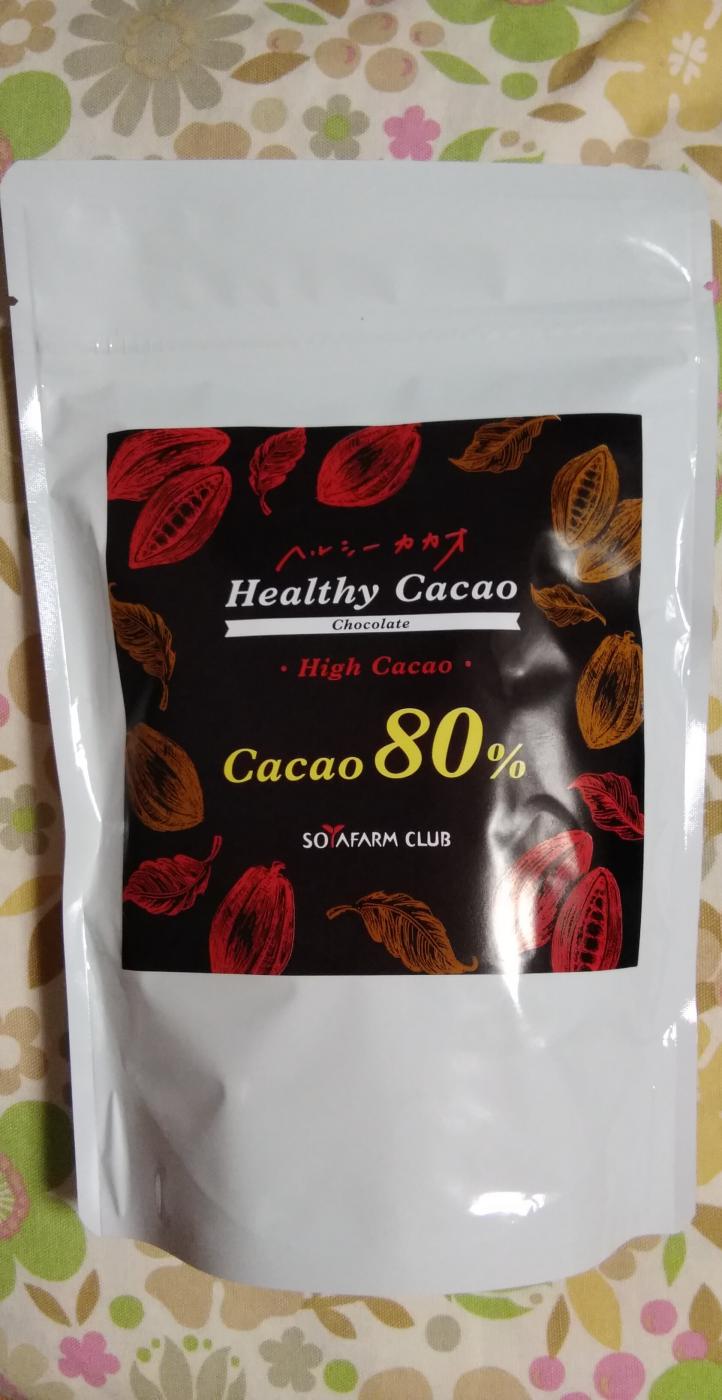 ヘルシーカカオ
Healthy Cacao
Chocolate
・High Cacao・
Cacao 80%
SOYAFARM CLUB